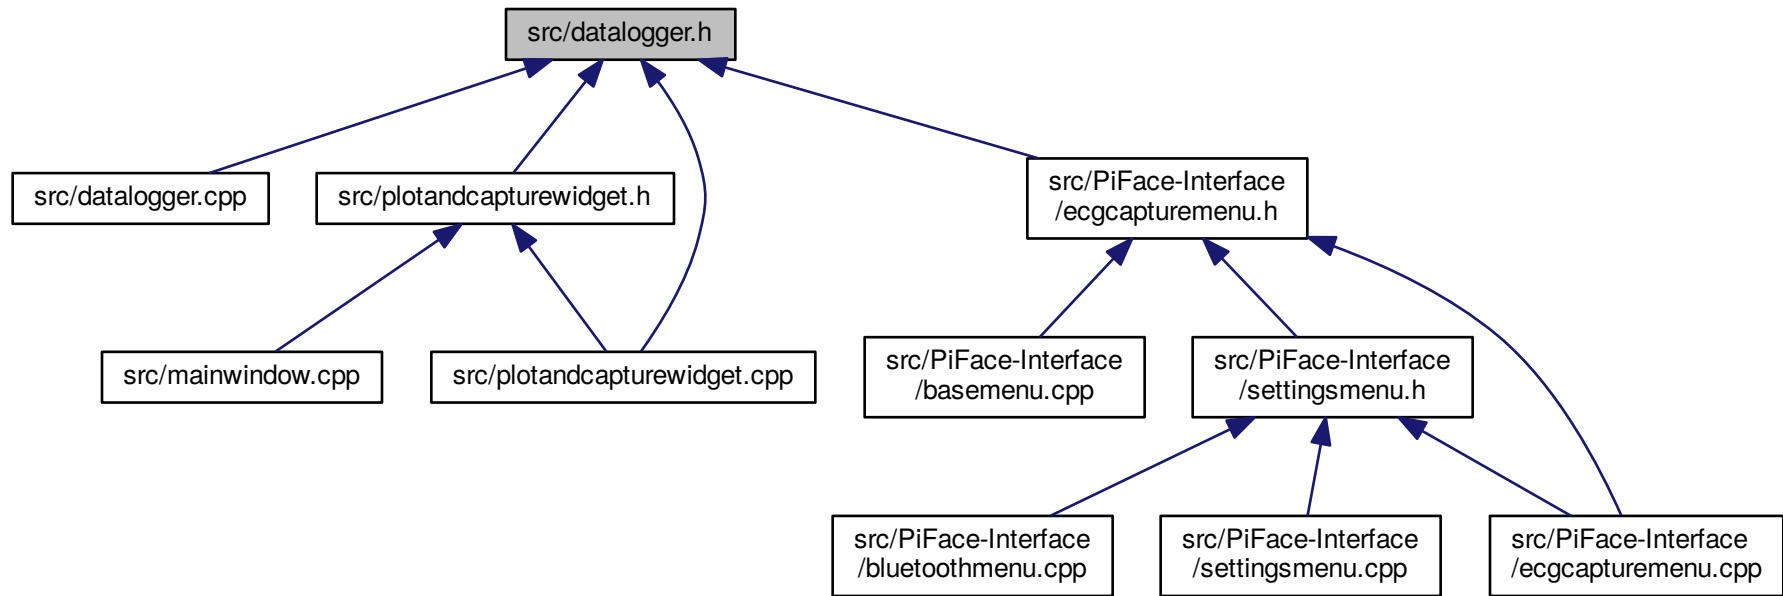 src/datalogger.h
src/datalogger.cpp
src/plotandcapturewidget.h
src/PiFace-Interface
/ecgcapturemenu.h
src/mainwindow.cpp
src/plotandcapturewidget.cpp
src/PiFace-Interface
/basemenu.cpp
src/PiFace-Interface
/settingsmenu.h
src/PiFace-Interface
/bluetoothmenu.cpp
src/PiFace-Interface
/settingsmenu.cpp
src/PiFace-Interface
/ecgcapturemenu.cpp